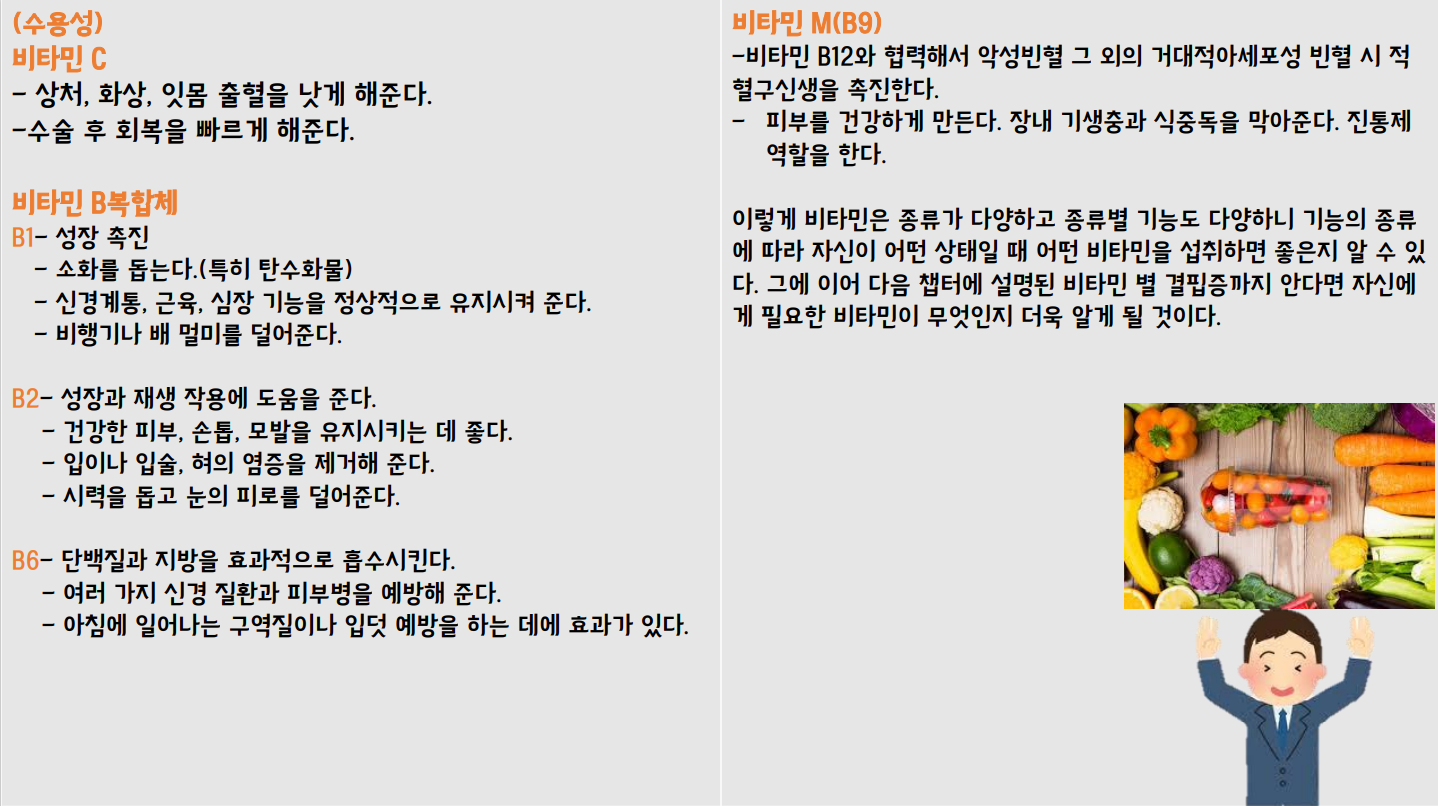 (수용성)
비타민 C
- 상처, 화상, 잇몸 출혈을 낫게 해준다.
-수술 후 회복을 빠르게 해준다.
비타민 B복합체
B1- 성장 촉진
- 소화를 돕는다.(특히 탄수화물)
- 신경계통, 근육, 심장 기능을 정상적으로 유지시켜 준다.
- 비행기나 배 멀미를 덜어준다.
B2- 성장과 재생 작용에 도움을 준다.
- 건강한 피부, 손톱, 모발을 유지시키는 데 좋다.
- 입이나 입술, 혀의 염증을 제거해 준다.
- 시력을 돕고 눈의 피로를 덜어준다.
B6- 단백질과 지방을 효과적으로 흡수시킨다.
- 여러 가지 신경 질환과 피부병을 예방해 준다.
- 아침에 일어나는 구역질이나 입덧 예방을 하는 데에 효과가 있다.
비타민 M(B9)
-비타민 B12와 협력해서 악성빈혈 그 외의 거대적아세포성 빈혈 시 적
혈구신생을 촉진한다.
- 피부를 건강하게 만든다. 장내 기생충과 식중독을 막아준다. 진통제
역할을 한다.
이렇게 비타민은 종류가 다양하고 종류별 기능도 다양하니 기능의 종류
에 따라 자신이 어떤 상태일 때 어떤 비타민을 섭취하면 좋은지 알 수 있
다. 그에 이어 다음 챕터에 설명된 비타민 별 결핍증까지 안다면 자신에
게 필요한 비타민이 무엇인지 더욱 알게 될 것이다.